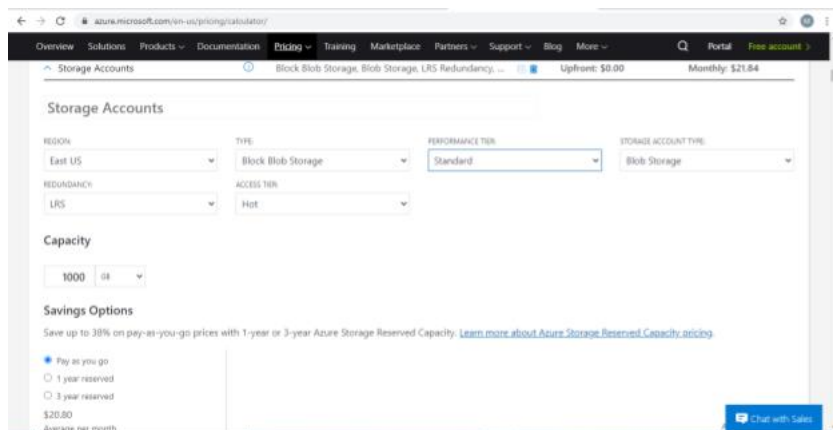 azure.microsoft.com/en-us/pricing/calculator/
Overview Solutions Products Documentation Pricing Training Marketplace Partners Support Blog More Portal Free account >
Storage Accounts Block Blob Storage, Blob Storage, LRS Redundancy, ... Upfront: $0.00 Monthly: $21.84
Storage Accounts
REGION: TYPE: PERFORMANCE TIER: STORAGE ACCOUNT TYPE:
East US Block Blob Storage Standard Blob Storage
REDUNDANCY: ACCESS TIER:
LRS Hot
Capacity
1000 GB
Savings Options
Save up to 38% on pay-as-you-go prices with 1-year or 3-year Azure Storage Reserved Capacity. Learn more about Azure Storage Reserved Capacity pricing.
Pay as you go
1 year reserved
3 year reserved
$20.80
Average per month
Chat with Sales